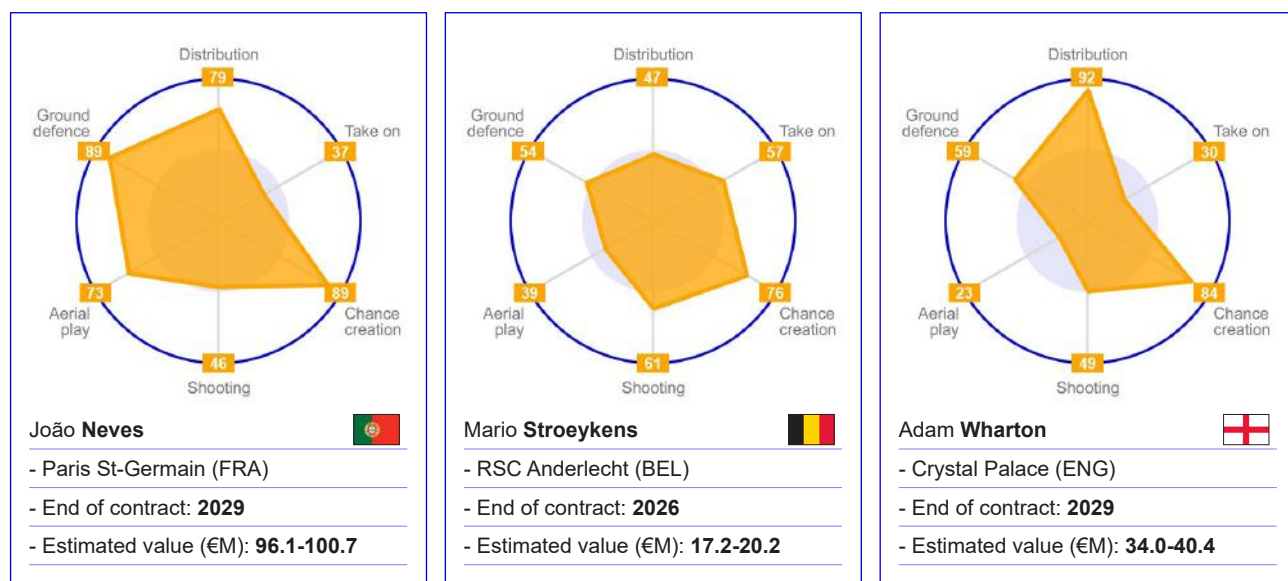 Distribution
79
Ground
defence
89
Take on
37
73
Aerial
play
89
Chance
creation
46
Shooting
João Neves
- Paris St-Germain (FRA)
- End of contract: 2029
- Estimated value (€M): 96.1-100.7
Distribution
47
Ground
defence
54
Take on
57
39
Aerial
play
76
Chance
creation
61
Shooting
Mario Stroeykens
- RSC Anderlecht (BEL)
- End of contract: 2026
- Estimated value (€M): 17.2-20.2
Distribution
92
Ground
defence
59
Take on
30
23
Aerial
play
84
Chance
creation
49
Shooting
Adam Wharton
- Crystal Palace (ENG)
- End of contract: 2029
- Estimated value (€M): 34.0-40.4